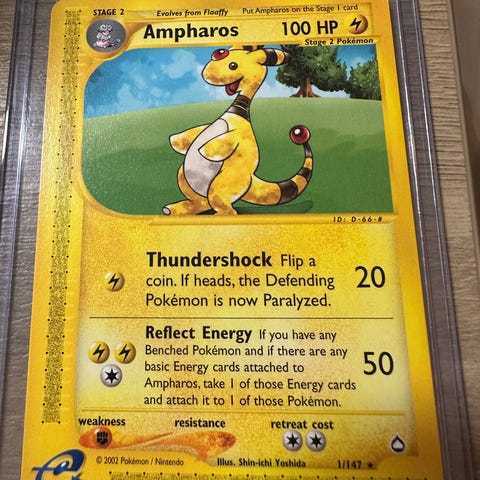 STAGE 2 Evolves from Flaaffy Put Ampharos on the Stage 1 card
Ampharos 100 HP
Stage 2 Pokémon
ID: D-66-#
Thundershock Flip a
coin. If heads, the Defending
Pokémon is now Paralyzed.
20
Reflect Energy If you have any
Benched Pokémon and if there are any
basic Energy cards attached to
Ampharos, take 1 of those Energy cards
and attach it to 1 of those Pokémon.
50
weakness resistance retreat cost
© 2002 Pokémon / Nintendo Illus. Shin-ichi Yoshida 1/147 ★
e